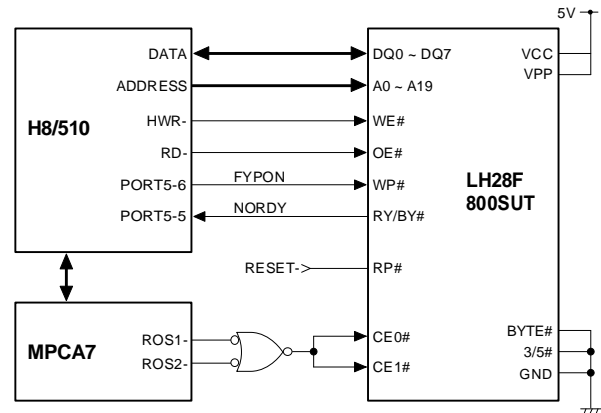 5V
DATA
DQ0 ~ DQ7
VCC
VPP
ADDRESS
A0 ~ A19
H8/510
HWR-
WE#
RD-
OE#
LH28F
800SUT
PORT5-6
FYPON
WP#
PORT5-5
NORDY
RY/BY#
RESET-
RP#
MPCA7
ROS1-
ROS2-
CE0#
CE1#
BYTE#
3/5#
GND